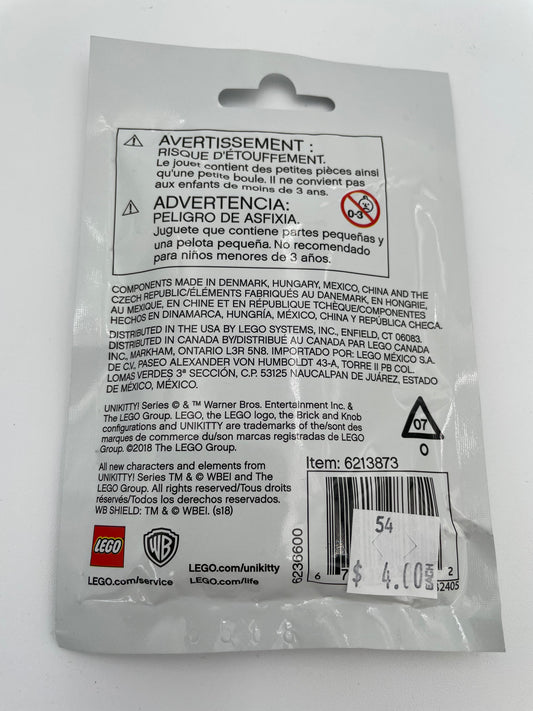 AVERTISSEMENT :
RISQUE D'ÉTOUFFEMENT.
Le jouet contient des petites pièces ainsi
qu'une petite boule. Il ne convient pas
aux enfants de moins de 3 ans.
ADVERTENCIA:
PELIGRO DE ASFIXIA.
Juguete que contiene partes pequeñas y
una pelota pequeña. No recomendado
para niños menores de 3 años.
0-3
COMPONENTS MADE IN DENMARK, HUNGARY, MEXICO, CHINA AND THE
CZECH REPUBLIC/ÉLÉMENTS FABRIQUÉS AU DANEMARK, EN HONGRIE,
AU MEXIQUE, EN CHINE ET EN RÉPUBLIQUE TCHÈQUE/COMPONENTES
HECHOS EN DINAMARCA, HUNGRÍA, MÉXICO, CHINA Y REPÚBLICA CHECA.
DISTRIBUTED IN THE USA BY LEGO SYSTEMS, INC., ENFIELD, CT 06083.
DISTRIBUTED IN CANADA BY/DISTRIBUÉ AU CANADA PAR LEGO CANADA
INC., MARKHAM, ONTARIO L3R 5N8. IMPORTADO POR: LEGO MÉXICO S.A.
DE C.V. PASEO ALEXANDER VON HUMBOLDT 43-A, TORRE II PB COL.
LOMAS VERDES 3ª SECCIÓN, C.P. 53125 NAUCALPAN DE JUÁREZ, ESTADO
DE MÉXICO, MÉXICO.
UNIKITTY! Series © & ™ Warner Bros. Entertainment Inc. &
The LEGO Group. LEGO, the LEGO logo, the Brick and Knob
configurations and UNIKITTY are trademarks of the/sont des
marques de commerce du/son marcas registradas de LEGO
Group. ©2018 The LEGO Group.
07
O
All new characters and elements from
UNIKITTY! Series TM & © WBEI and The
LEGO Group. All rights reserved/Tous droits
réservés/Todos los derechos reservados.
WB SHIELD: TM & © WBEI. (s18)
Item: 6213873
LEGO
WB
LEGO.com/unikitty
LEGO.com/service
LEGO.com/life
6236600
54
$ 4.00 EACH
6 7
2
52405